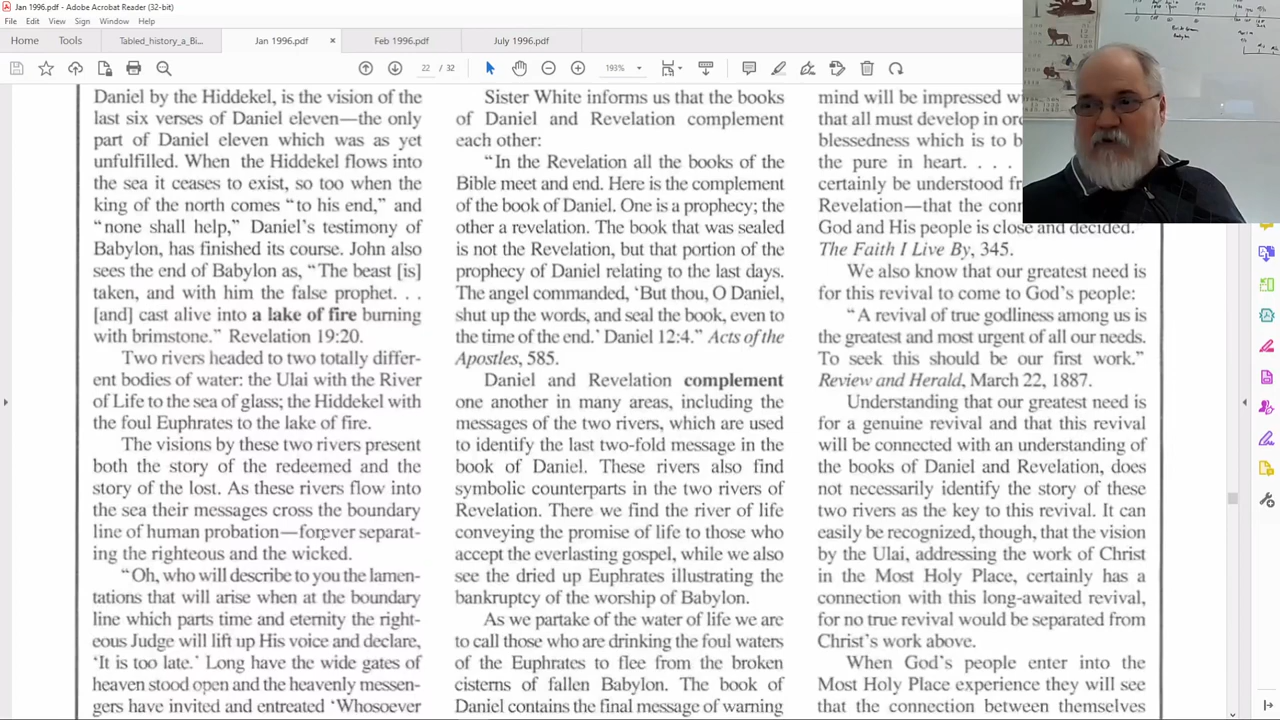 Jan 1996.pdf - Adobe Acrobat Reader (32-bit)
File Edit View Sign Window Help
Home Tools Tabled_history_a_Bi... Jan 1996.pdf × Feb 1996.pdf July 1996.pdf
22 / 32 193%
Daniel by the Hiddekel, is the vision of the
last six verses of Daniel eleven—the only
part of Daniel eleven which was as yet
unfulfilled. When the Hiddekel flows into
the sea it ceases to exist, so too when the
king of the north comes “to his end,” and
“none shall help,” Daniel’s testimony of
Babylon, has finished its course. John also
sees the end of Babylon as, “The beast [is]
taken, and with him the false prophet. . .
[and] cast alive into a lake of fire burning
with brimstone.” Revelation 19:20.
Two rivers headed to two totally differ-
ent bodies of water: the Ulai with the River
of Life to the sea of glass; the Hiddekel with
the foul Euphrates to the lake of fire.
The visions by these two rivers present
both the story of the redeemed and the
story of the lost. As these rivers flow into
the sea their messages cross the boundary
line of human probation—forever separat-
ing the righteous and the wicked.
“Oh, who will describe to you the lamen-
tations that will arise when at the boundary
line which parts time and eternity the right-
eous Judge will lift up His voice and declare,
‘It is too late.’ Long have the wide gates of
heaven stood open and the heavenly messen-
gers have invited and entreated ‘Whosoever
Sister White informs us that the books
of Daniel and Revelation complement
each other:
“In the Revelation all the books of the
Bible meet and end. Here is the complement
of the book of Daniel. One is a prophecy; the
other a revelation. The book that was sealed
is not the Revelation, but that portion of the
prophecy of Daniel relating to the last days.
The angel commanded, ‘But thou, O Daniel,
shut up the words, and seal the book, even to
the time of the end.’ Daniel 12:4.” Acts of the
Apostles, 585.
Daniel and Revelation complement
one another in many areas, including the
messages of the two rivers, which are used
to identify the last two-fold message in the
book of Daniel. These rivers also find
symbolic counterparts in the two rivers of
Revelation. There we find the river of life
conveying the promise of life to those who
accept the everlasting gospel, while we also
see the dried up Euphrates illustrating the
bankruptcy of the worship of Babylon.
As we partake of the water of life we are
to call those who are drinking the foul waters
of the Euphrates to flee from the broken
cisterns of fallen Babylon. The book of
Daniel contains the final message of warning
mind will be impressed
that all must develop in
blessedness which is to
the pure in heart. . . .
certainly be understood
Revelation—that the
God and His people is close and decided.”
The Faith I Live By, 345.
We also know that our greatest need is
for this revival to come to God’s people:
“A revival of true godliness among us is
the greatest and most urgent of all our needs.
To seek this should be our first work.”
Review and Herald, March 22, 1887.
Understanding that our greatest need is
for a genuine revival and that this revival
will be connected with an understanding of
the books of Daniel and Revelation, does
not necessarily identify the story of these
two rivers as the key to this revival. It can
easily be recognized, though, that the vision
by the Ulai, addressing the work of Christ
in the Most Holy Place, certainly has a
connection with this long-awaited revival,
for no true revival would be separated from
Christ’s work above.
When God’s people enter into the
Most Holy Place experience they will see
that the connection between themselves